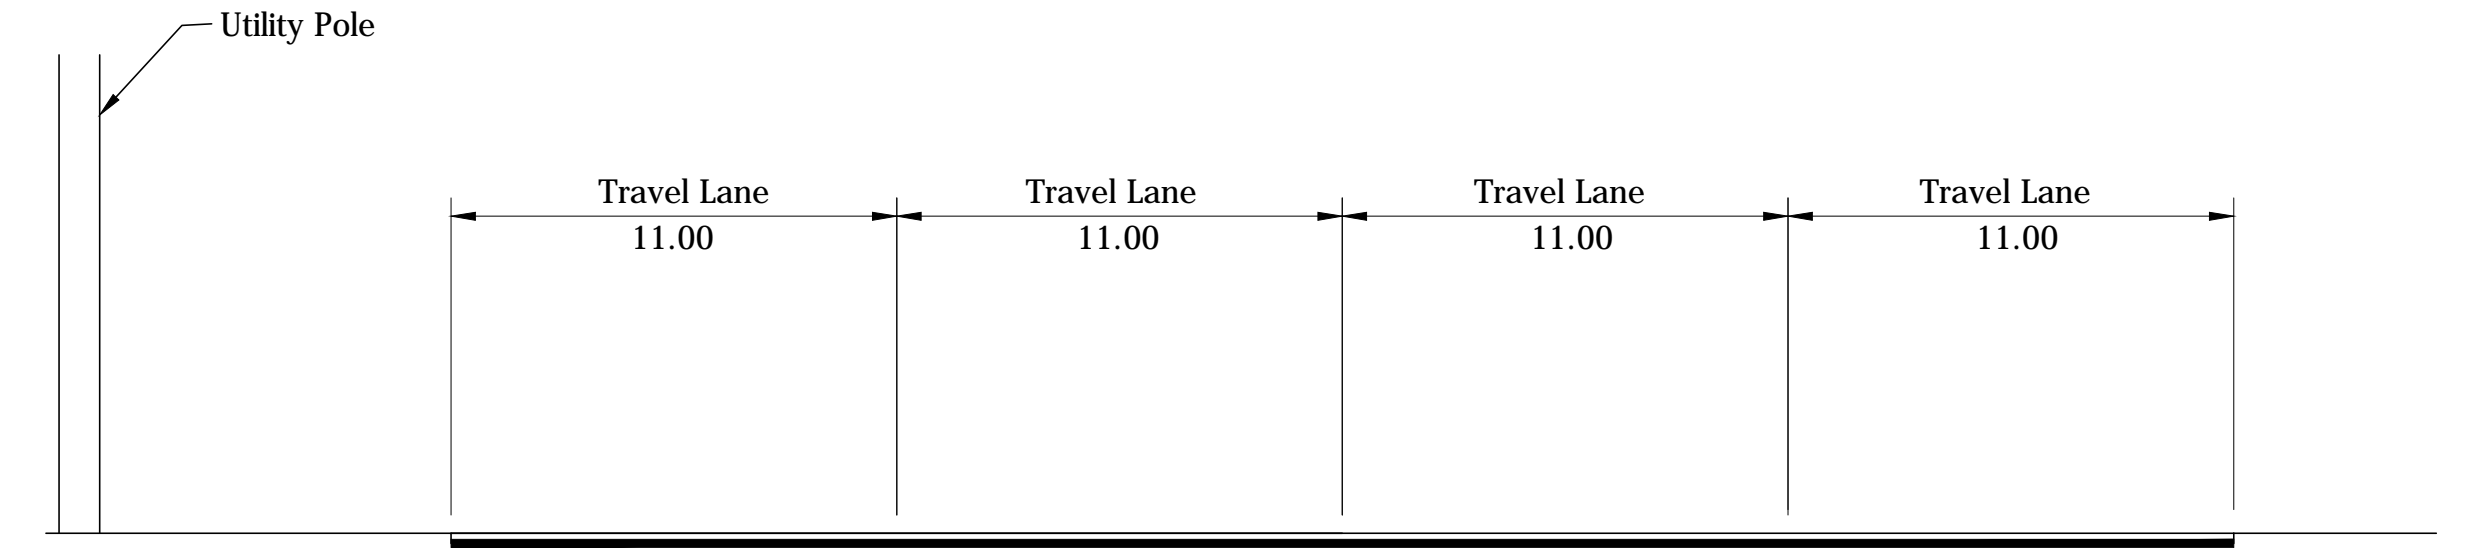 Utility Pole
Travel Lane Travel Lane Travel Lane Travel Lane
11.00 11.00 11.00 11.00